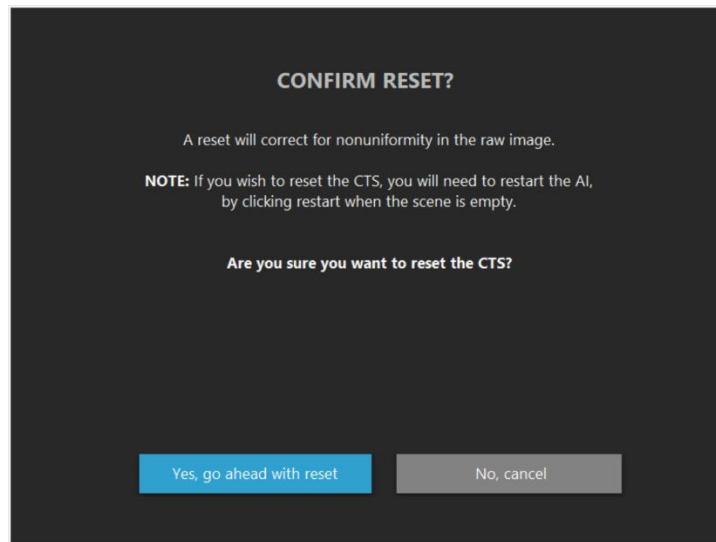 CONFIRM RESET?
A reset will correct for nonuniformity in the raw image.
NOTE: If you wish to reset the CTS, you will need to restart the AI,
by clicking restart when the scene is empty.
Are you sure you want to reset the CTS?
Yes, go ahead with reset
No, cancel